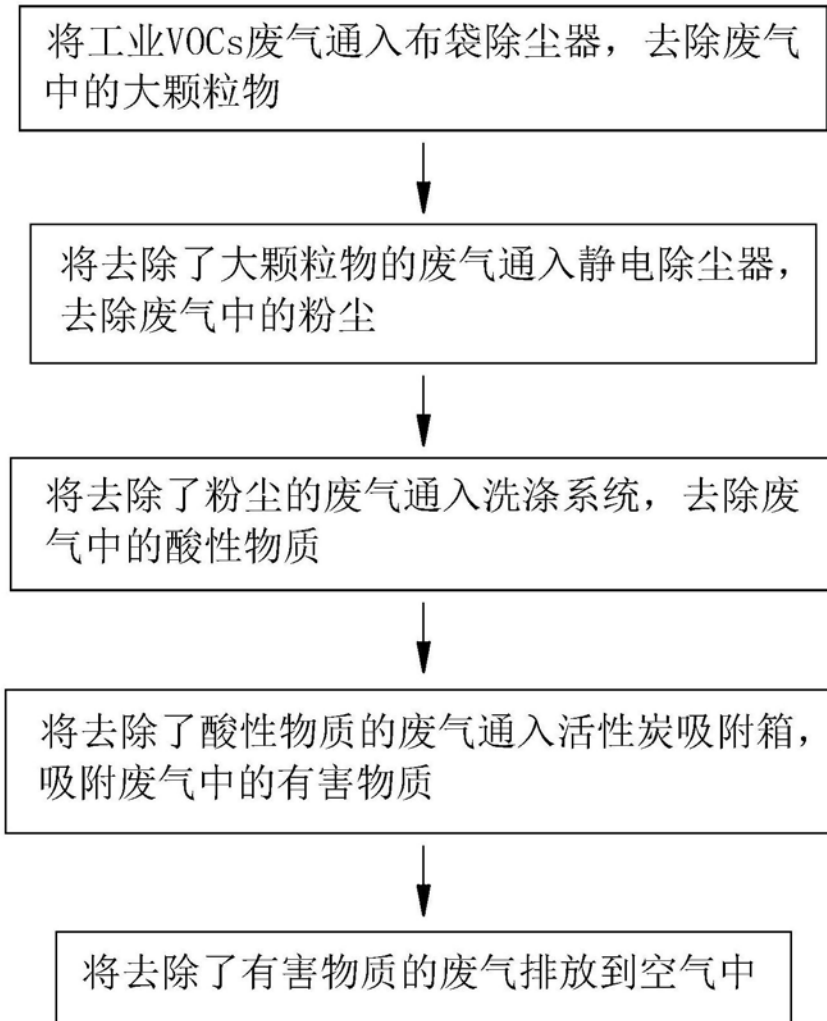 将工业VOCs废气通入布袋除尘器，去除废气
中的大颗粒物
将去除了大颗粒物的废气通入静电除尘器，
去除废气中的粉尘
将去除了粉尘的废气通入洗涤系统，去除废
气中的酸性物质
将去除了酸性物质的废气通入活性炭吸附箱，
吸附废气中的有害物质
将去除了有害物质的废气排放到空气中